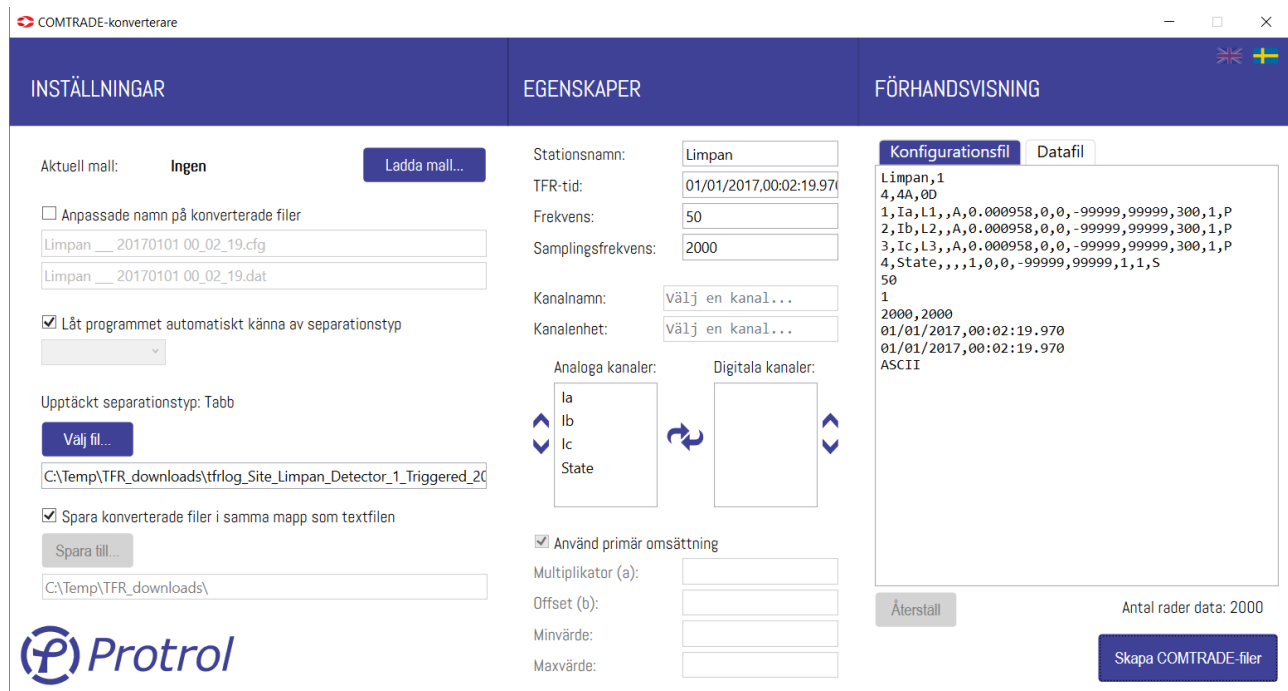 COMTRADE-konverterare
INSTÄLLNINGAR
Aktuell mall: Ingen
Ladda mall...
Anpassade namn på konverterade filer
Limpan __ 20170101 00_02_19.cfg
Limpan __ 20170101 00_02_19.dat
Låt programmet automatiskt känna av separationstyp
Upptäckt separationstyp: Tabb
Välj fil...
C:\Temp\TFR_downloads\tfrlog_Site_Limpan_Detector_1_Triggered_20
Spara konverterade filer i samma mapp som textfilen
Spara till...
C:\Temp\TFR_downloads\
Protrol
EGENSKAPER
Stationsnamn: Limpan
TFR-tid: 01/01/2017,00:02:19.970
Frekvens: 50
Samplingsfrekvens: 2000
Kanalnamn: Välj en kanal...
Kanalenhet: Välj en kanal...
Analoga kanaler: Digitala kanaler:
Ia
Ib
Ic
State
Använd primär omsättning
Multiplikator (a):
Offset (b):
Minvärde:
Maxvärde:
FÖRHANDSVISNING
Konfigurationsfil Datafil
Limpan,1
4,4A,0D
1,Ia,L1,,A,0.000958,0,0,-99999,99999,300,1,P
2,Ib,L2,,A,0.000958,0,0,-99999,99999,300,1,P
3,Ic,L3,,A,0.000958,0,0,-99999,99999,300,1,P
4,State,,,,1,0,0,-99999,99999,1,1,S
50
1
2000,2000
01/01/2017,00:02:19.970
01/01/2017,00:02:19.970
ASCII
Återställ
Antal rader data: 2000
Skapa COMTRADE-filer